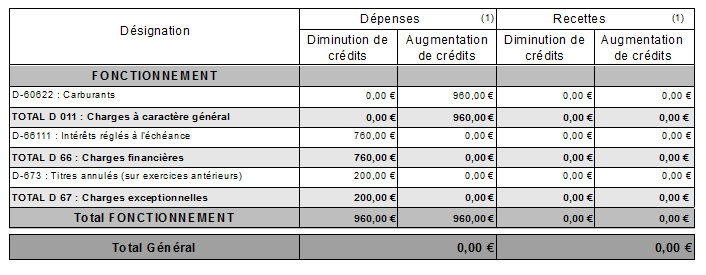 Désignation
Dépenses (1)
Recettes (1)
Diminution de crédits
Augmentation de crédits
Diminution de crédits
Augmentation de crédits
FONCTIONNEMENT
D-60622 : Carburants 0,00 € 960,00 € 0,00 € 0,00 €
TOTAL D 011 : Charges à caractère général 0,00 € 960,00 € 0,00 € 0,00 €
D-66111 : Intérêts réglés à l'échéance 760,00 € 0,00 € 0,00 € 0,00 €
TOTAL D 66 : Charges financières 760,00 € 0,00 € 0,00 € 0,00 €
D-673 : Titres annulés (sur exercices antérieurs) 200,00 € 0,00 € 0,00 € 0,00 €
TOTAL D 67 : Charges exceptionnelles 200,00 € 0,00 € 0,00 € 0,00 €
Total FONCTIONNEMENT 960,00 € 960,00 € 0,00 € 0,00 €
Total Général 0,00 € 0,00 €